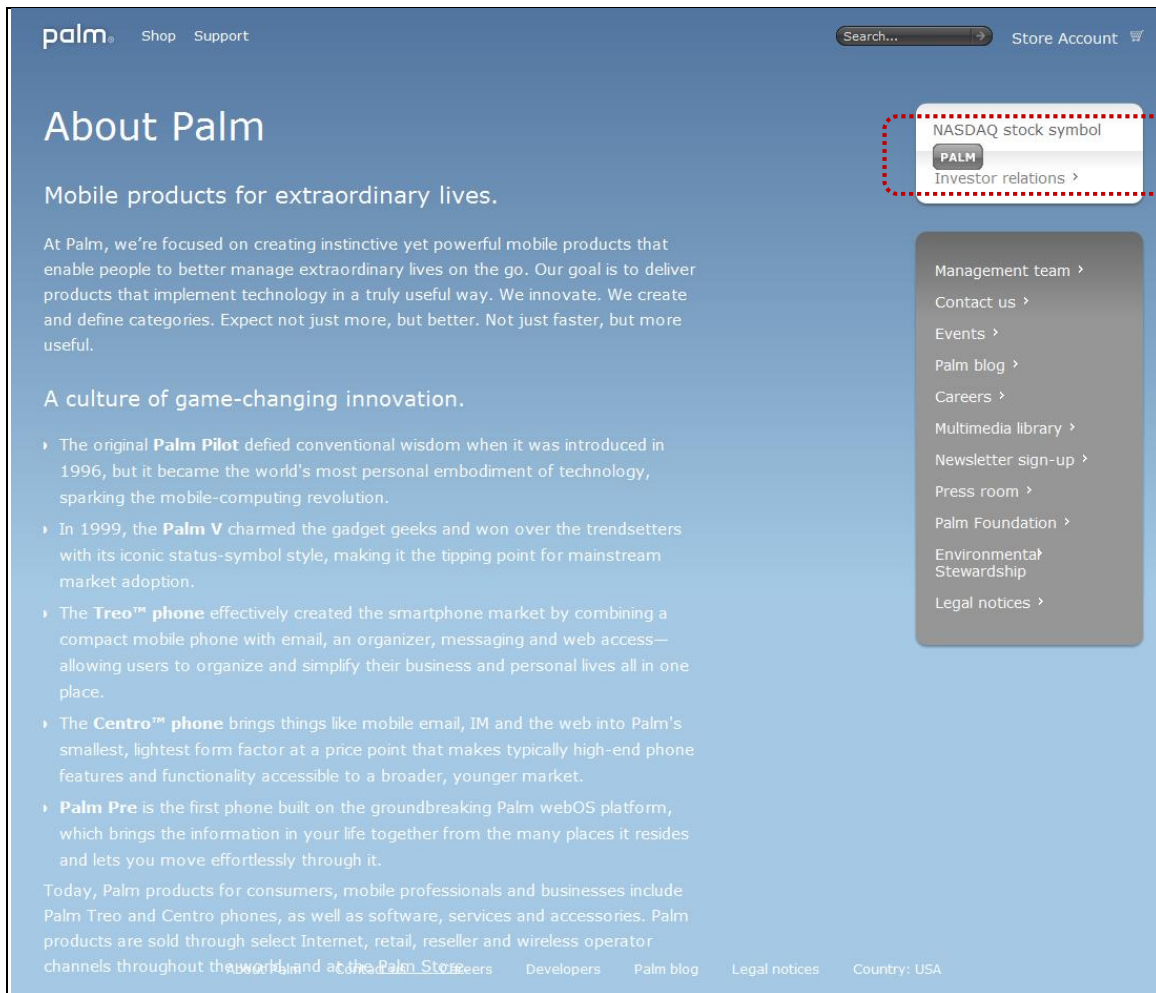 palm® Shop Support Search... Store Account
About Palm
Mobile products for extraordinary lives.
At Palm, we’re focused on creating instinctive yet powerful mobile products that
enable people to better manage extraordinary lives on the go. Our goal is to deliver
products that implement technology in a truly useful way. We innovate. We create
and define categories. Expect not just more, but better. Not just faster, but more
useful.
A culture of game-changing innovation.
The original Palm Pilot defied conventional wisdom when it was introduced in
1996, but it became the world's most personal embodiment of technology,
sparking the mobile-computing revolution.
In 1999, the Palm V charmed the gadget geeks and won over the trendsetters
with its iconic status-symbol style, making it the tipping point for mainstream
market adoption.
The Treo™ phone effectively created the smartphone market by combining a
compact mobile phone with email, an organizer, messaging and web access—
allowing users to organize and simplify their business and personal lives all in one
place.
The Centro™ phone brings things like mobile email, IM and the web into Palm's
smallest, lightest form factor at a price point that makes typically high-end phone
features and functionality accessible to a broader, younger market.
Palm Pre is the first phone built on the groundbreaking Palm webOS platform,
which brings the information in your life together from the many places it resides
and lets you move effortlessly through it.
Today, Palm products for consumers, mobile professionals and businesses include
Palm Treo and Centro phones, as well as software, services and accessories. Palm
products are sold through select Internet, retail, reseller and wireless operator
channels throughout the world, and at the Palm Store.
About Palm Contact us Careers Developers Palm blog Legal notices Country: USA
NASDAQ stock symbol
PALM
Investor relations ›
Management team ›
Contact us ›
Events ›
Palm blog ›
Careers ›
Multimedia library ›
Newsletter sign-up ›
Press room ›
Palm Foundation ›
Environmental ›
Stewardship
Legal notices ›